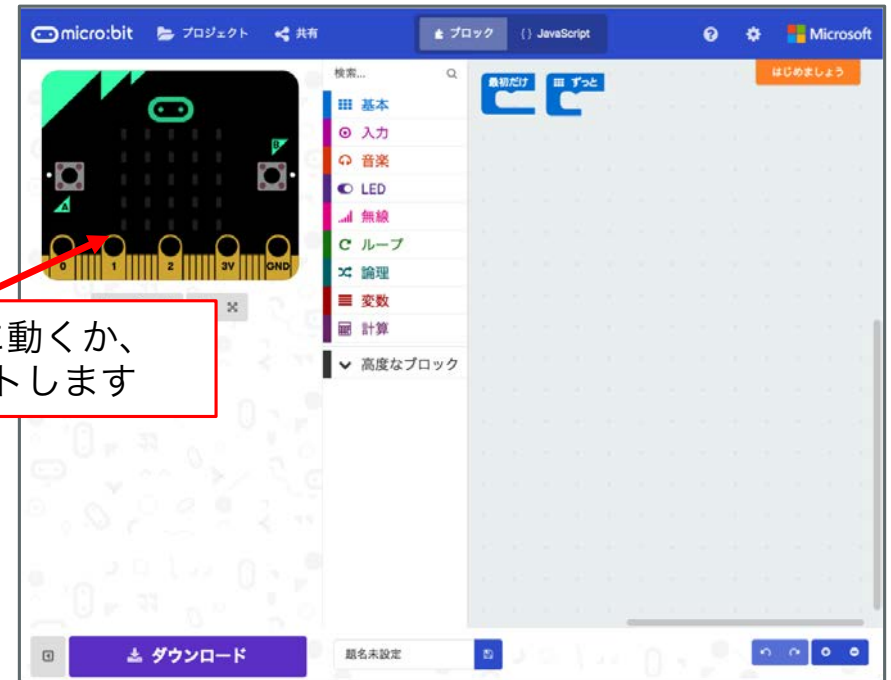 micro:bit プロジェクト 共有 ブロック {} JavaScript Microsoft
検索...
基本
入力
音楽
LED
無線
ループ
論理
変数
計算
高度なブロック
最初だけ ずっと
はじめましょう
B
A
0 1 2 3V GND
に動くか、
トします
ダウンロード
題名未設定